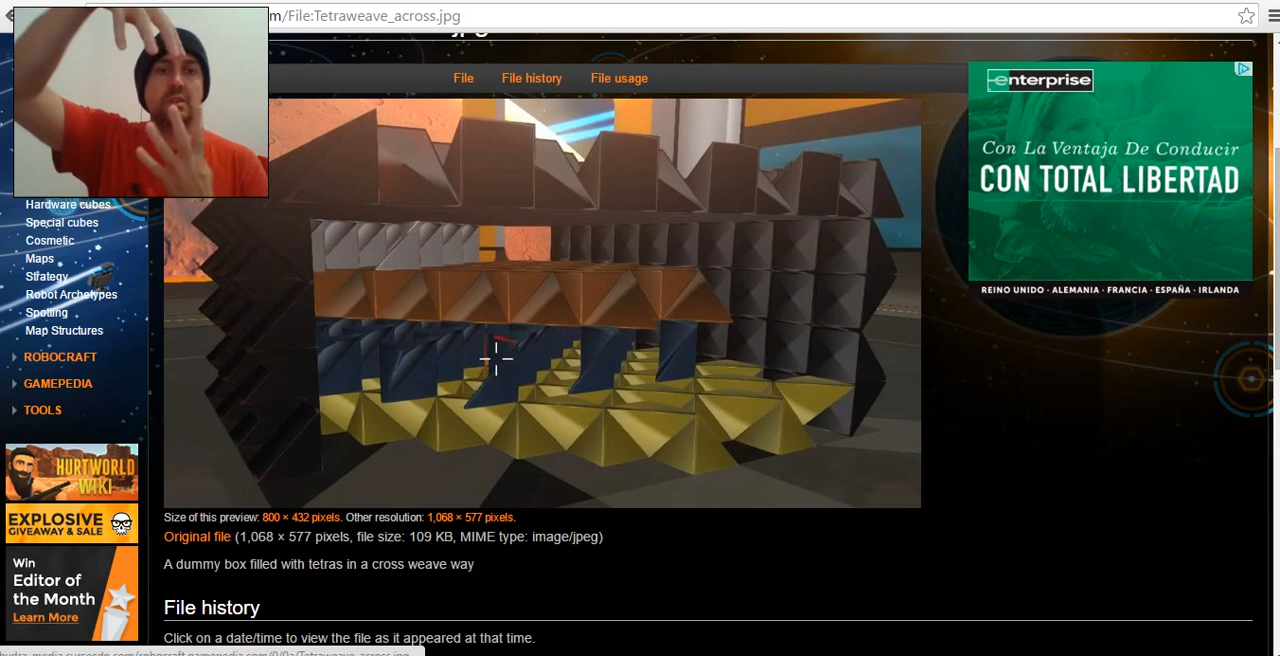 m/File:Tetraweave_across.jpg
File File history File usage
enterprise
Con La Ventaja De Conducir
CON TOTAL LIBERTAD
REINO UNIDO · ALEMANIA · FRANCIA · ESPAÑA · IRLANDA
Hardware cubes
Special cubes
Cosmetic
Maps
Strategy
Robot Archetypes
Spotting
Map Structures
ROBOCRAFT
GAMEPEDIA
TOOLS
HURTWORLD
WIKI
EXPLOSIVE
GIVEAWAY & SALE
Win
Editor of
the Month
Learn More
Size of this preview: 800 × 432 pixels. Other resolution: 1,068 × 577 pixels.
Original file (1,068 × 577 pixels, file size: 109 KB, MIME type: image/jpeg)
A dummy box filled with tetras in a cross weave way
File history
Click on a date/time to view the file as it appeared at that time.